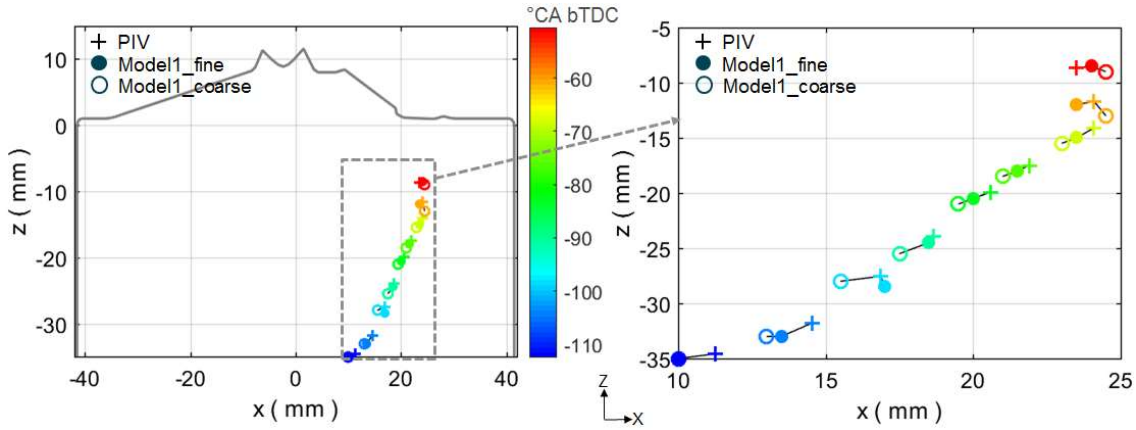 °CA bTDC
PIV
Model1_fine
Model1_coarse
10
0
-10
-20
-30
z ( mm )
-40
-20
0
20
40
x ( mm )
-60
-70
-80
-90
-100
-110
Z
X
PIV
Model1_fine
Model1_coarse
-5
-10
-15
-20
-25
-30
-35
z ( mm )
10
15
20
25
x ( mm )